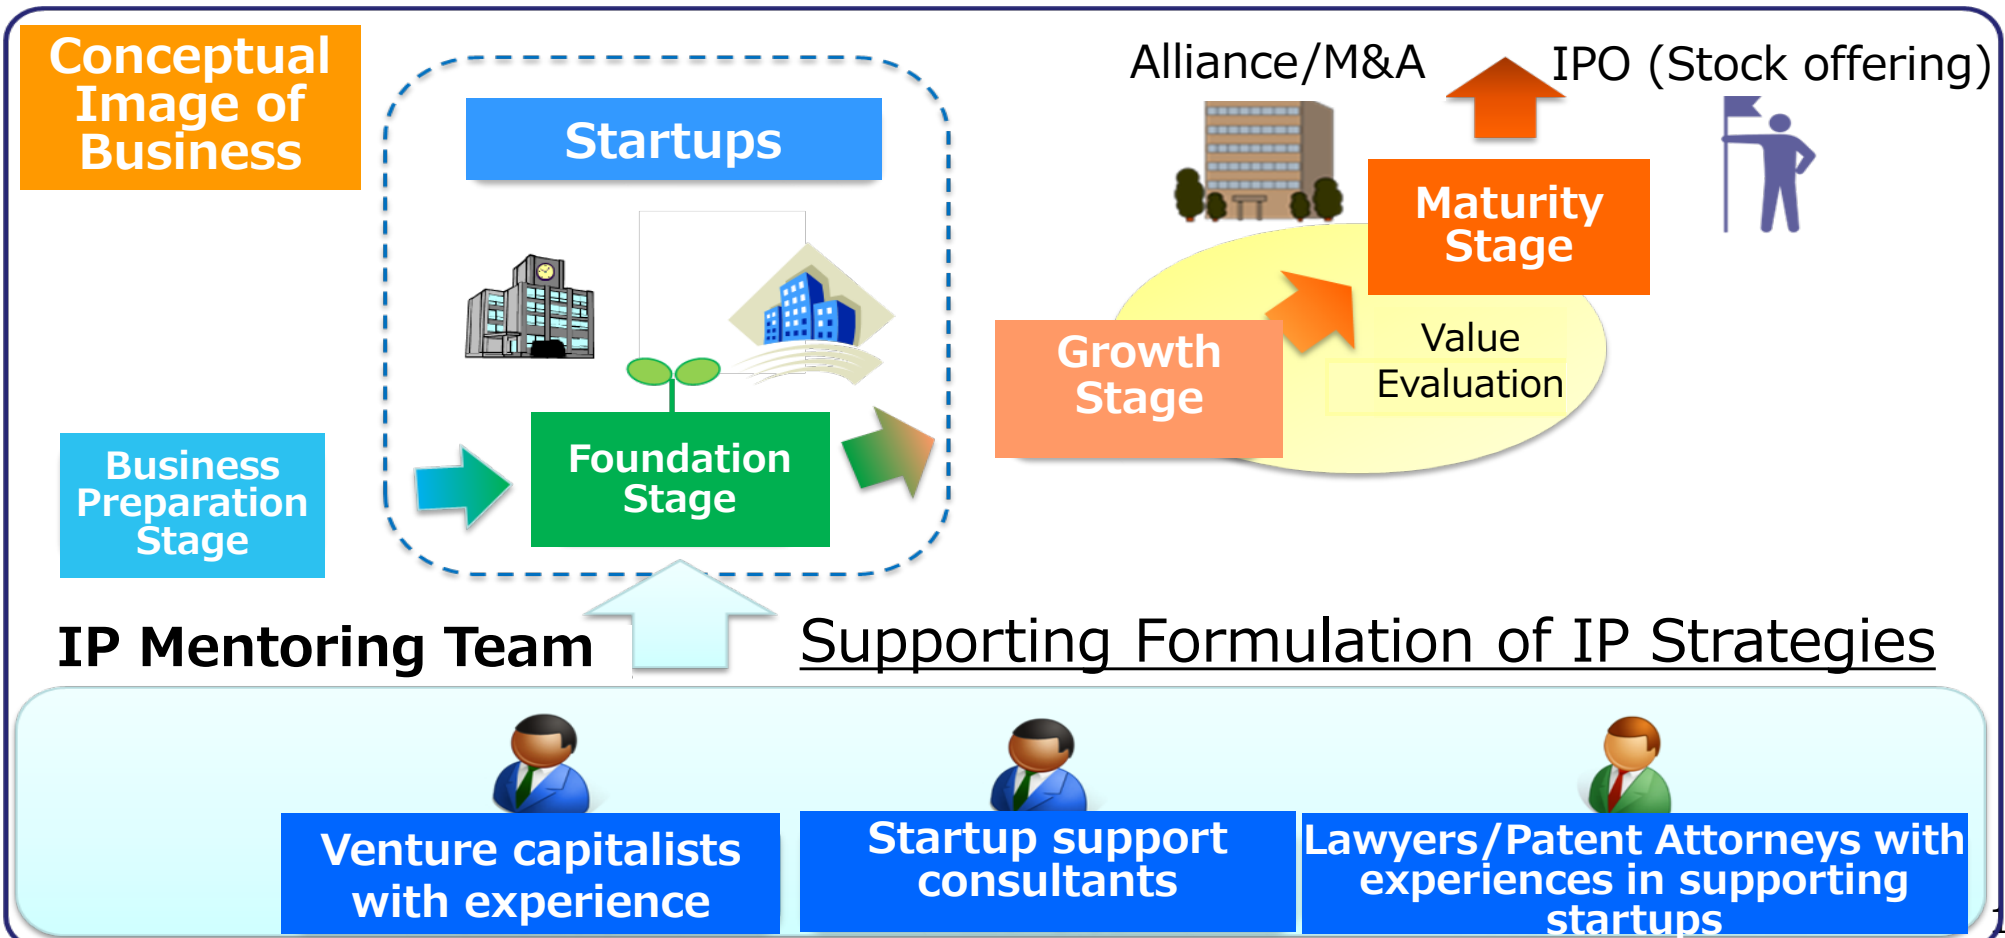 Conceptual
Image of
Business
Startups
Alliance/M&A
IPO (Stock offering)
Maturity
Stage
Growth
Stage
Value
Evaluation
Foundation
Stage
Business
Preparation
Stage
IP Mentoring Team
Supporting Formulation of IP Strategies
Venture capitalists
with experience
Startup support
consultants
Lawyers/Patent Attorneys with
experiences in supporting
startups